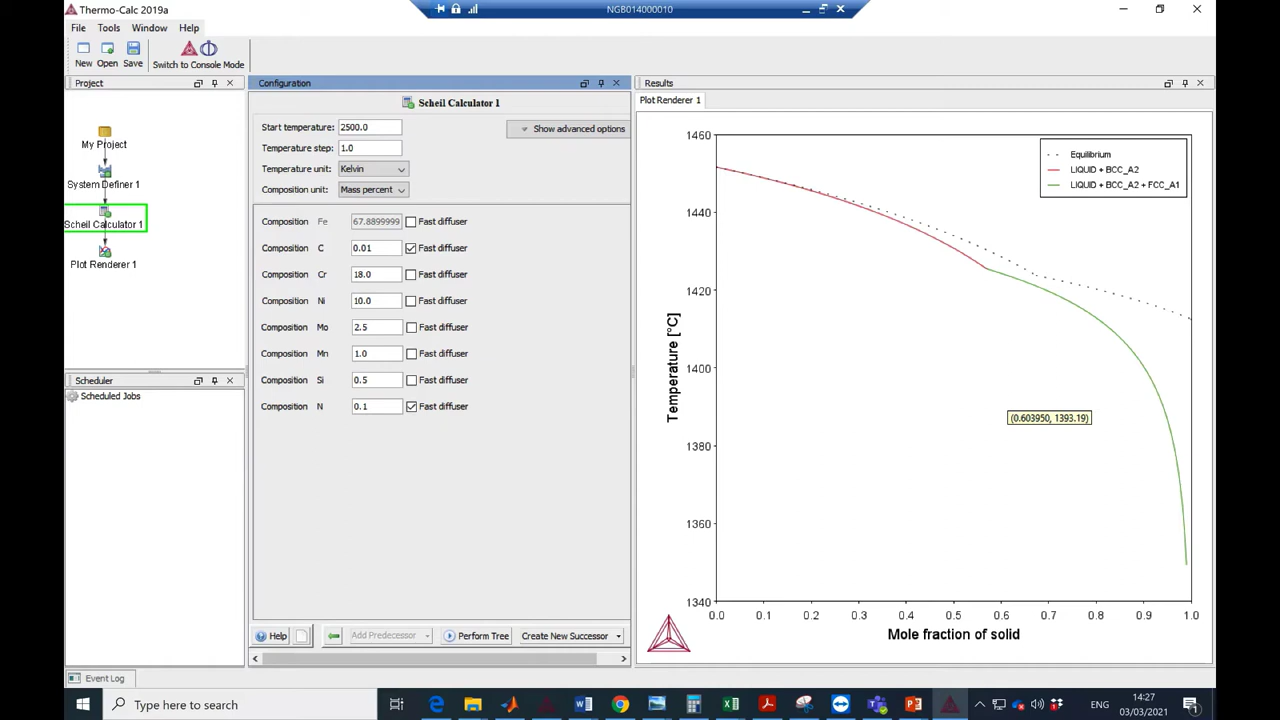 Thermo-Calc 2019a
NGB014000010
File Tools Window Help
New Open Save Switch to Console Mode
Project
My Project
System Definer 1
Scheil Calculator 1
Plot Renderer 1
Scheduler
Scheduled Jobs
Configuration
Scheil Calculator 1
Start temperature: 2500.0
Show advanced options
Temperature step: 1.0
Temperature unit: Kelvin
Composition unit: Mass percent
Composition Fe 67.8899999 Fast diffuser
Composition C 0.01 Fast diffuser
Composition Cr 18.0 Fast diffuser
Composition Ni 10.0 Fast diffuser
Composition Mo 2.5 Fast diffuser
Composition Mn 1.0 Fast diffuser
Composition Si 0.5 Fast diffuser
Composition N 0.1 Fast diffuser
Help Add Predecessor Perform Tree Create New Successor
Results
Plot Renderer 1
Equilibrium
LIQUID + BCC_A2
LIQUID + BCC_A2 + FCC_A1
1460
1440
1420
1400
1380
1360
1340
Temperature [°C]
(0.603950, 1393.19)
0.0 0.1 0.2 0.3 0.4 0.5 0.6 0.7 0.8 0.9 1.0
Mole fraction of solid
Event Log
Type here to search
ENG
14:27
03/03/2021